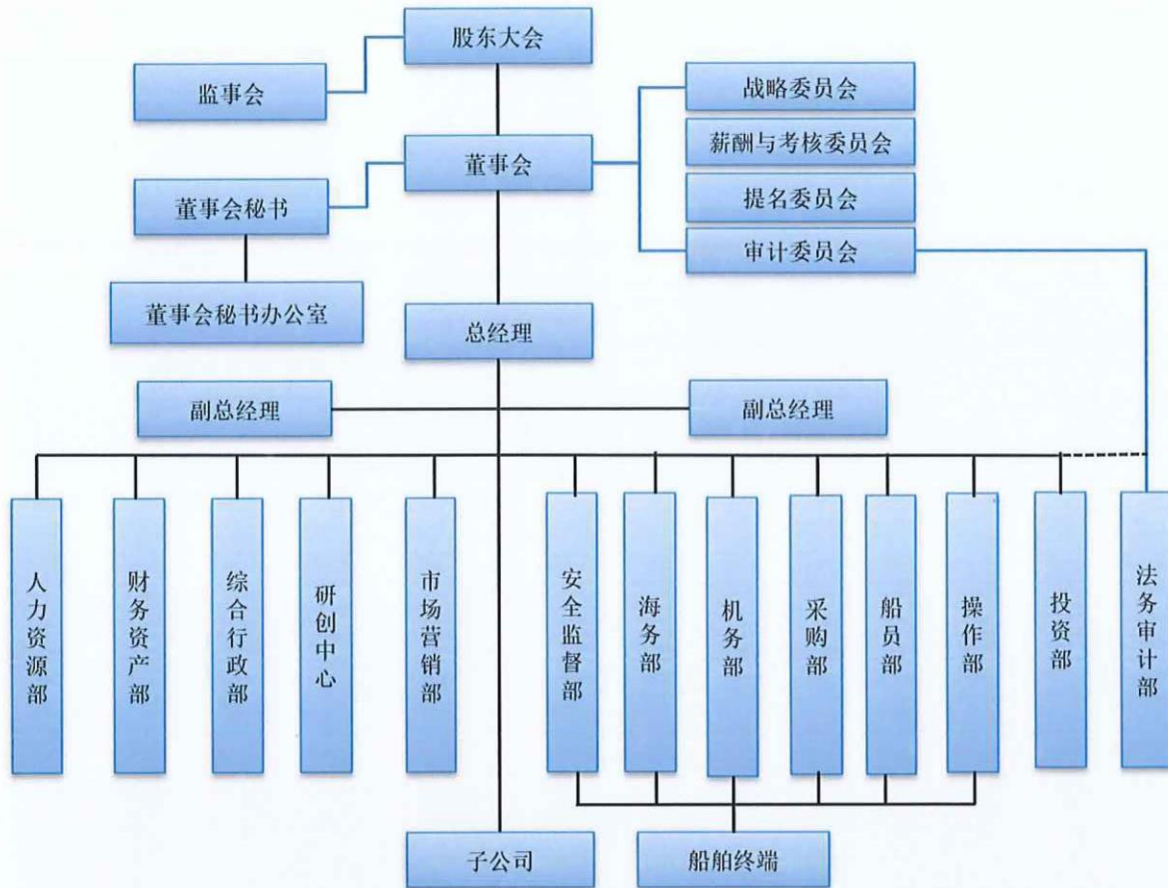 股东大会
监事会
战略委员会
薪酬与考核委员会
董事会
提名委员会
董事会秘书
审计委员会
董事会秘书办公室
总经理
副总经理
副总经理
人力资源部
财务资产部
综合行政部
研创中心
市场营销部
安全监督部
海务部
机务部
采购部
船员部
操作部
投资部
法务审计部
子公司
船舶终端